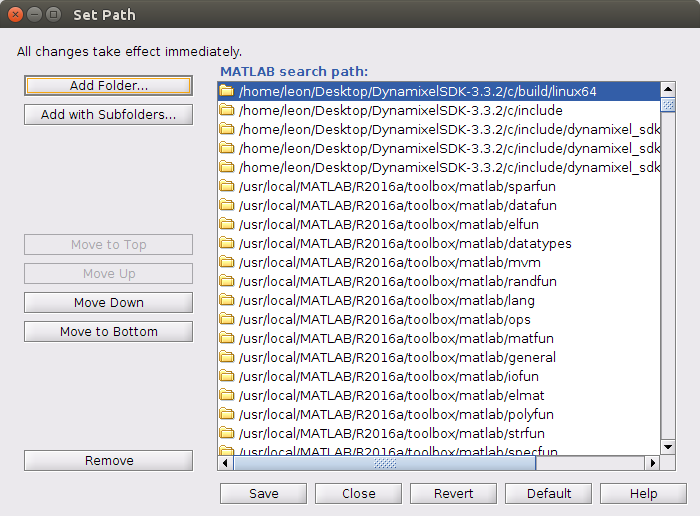 Set Path
All changes take effect immediately.
Add Folder...
Add with Subfolders...
Move to Top
Move Up
Move Down
Move to Bottom
Remove
MATLAB search path:
/home/leon/Desktop/DynamixelSDK-3.3.2/c/build/linux64
/home/leon/Desktop/DynamixelSDK-3.3.2/c/include
/home/leon/Desktop/DynamixelSDK-3.3.2/c/include/dynamixel_sdk
/home/leon/Desktop/DynamixelSDK-3.3.2/c/include/dynamixel_sdk
/home/leon/Desktop/DynamixelSDK-3.3.2/c/include/dynamixel_sdk
/usr/local/MATLAB/R2016a/toolbox/matlab/sparfun
/usr/local/MATLAB/R2016a/toolbox/matlab/datafun
/usr/local/MATLAB/R2016a/toolbox/matlab/elfun
/usr/local/MATLAB/R2016a/toolbox/matlab/datatypes
/usr/local/MATLAB/R2016a/toolbox/matlab/mvm
/usr/local/MATLAB/R2016a/toolbox/matlab/randfun
/usr/local/MATLAB/R2016a/toolbox/matlab/lang
/usr/local/MATLAB/R2016a/toolbox/matlab/ops
/usr/local/MATLAB/R2016a/toolbox/matlab/matfun
/usr/local/MATLAB/R2016a/toolbox/matlab/general
/usr/local/MATLAB/R2016a/toolbox/matlab/iofun
/usr/local/MATLAB/R2016a/toolbox/matlab/elmat
/usr/local/MATLAB/R2016a/toolbox/matlab/polyfun
/usr/local/MATLAB/R2016a/toolbox/matlab/strfun
/usr/local/MATLAB/R2016a/toolbox/matlab/specfun
Save
Close
Revert
Default
Help